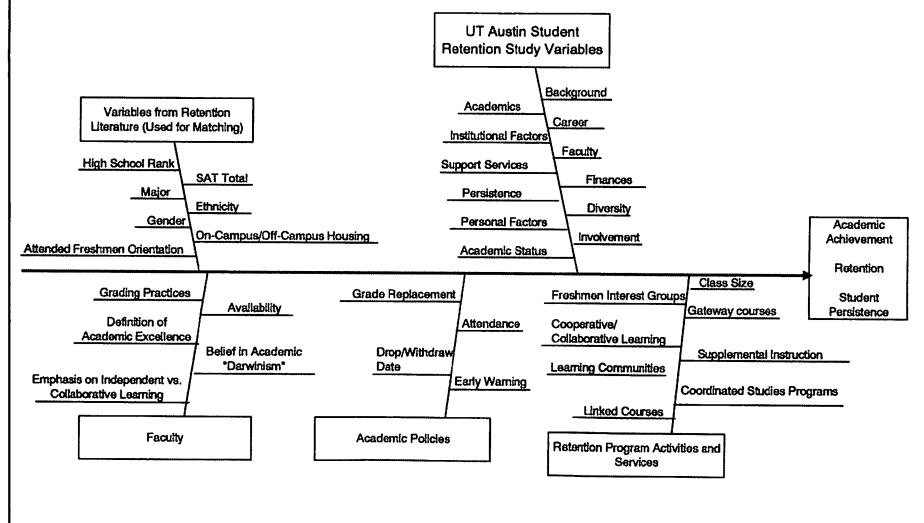 UT Austin Student
Retention Study Variables
Variables from Retention
Literature (Used for Matching)
Background
Academics
Career
Institutional Factors
Faculty
Support Services
Finances
Persistence
Diversity
Personal Factors
Involvement
Academic Status
High School Rank
SAT Total
Major
Ethnicity
Gender
On-Campus/Off-Campus Housing
Attended Freshmen Orientation
Academic
Achievement
Retention
Student
Persistence
Grading Practices
Availability
Definition of
Academic Excellence
Belief in Academic
"Darwinism"
Emphasis on Independent vs.
Collaborative Learning
Faculty
Grade Replacement
Attendance
Drop/Withdraw
Date
Early Warning
Academic Policies
Class Size
Freshmen Interest Groups
Gateway courses
Cooperative/
Collaborative Learning
Supplemental Instruction
Learning Communities
Coordinated Studies Programs
Linked Courses
Retention Program Activities and
Services